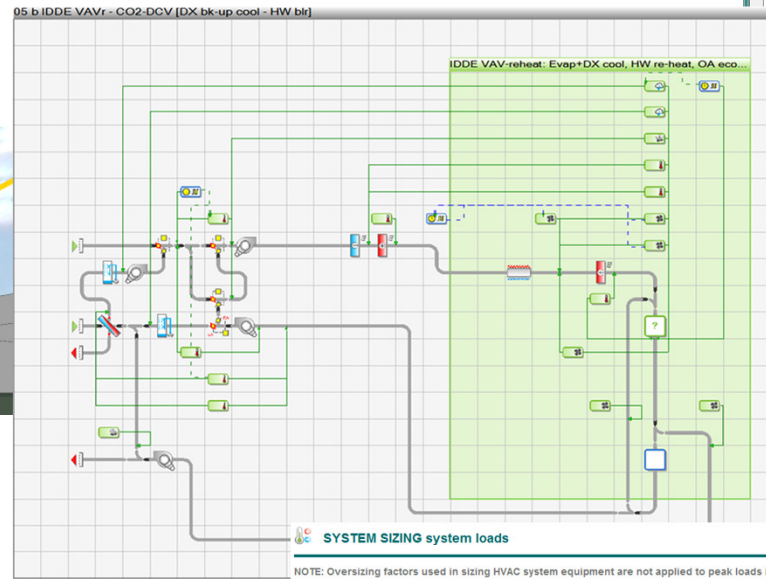 05 b IDDE VAVr - CO2-DCV [DX bk-up cool - HW blr]
IDDE VAV-reheat: Evap+DX cool, HW re-heat, OA eco...
?
SYSTEM SIZING system loads
NOTE: Oversizing factors used in sizing HVAC system equipment are not applied to peak loads